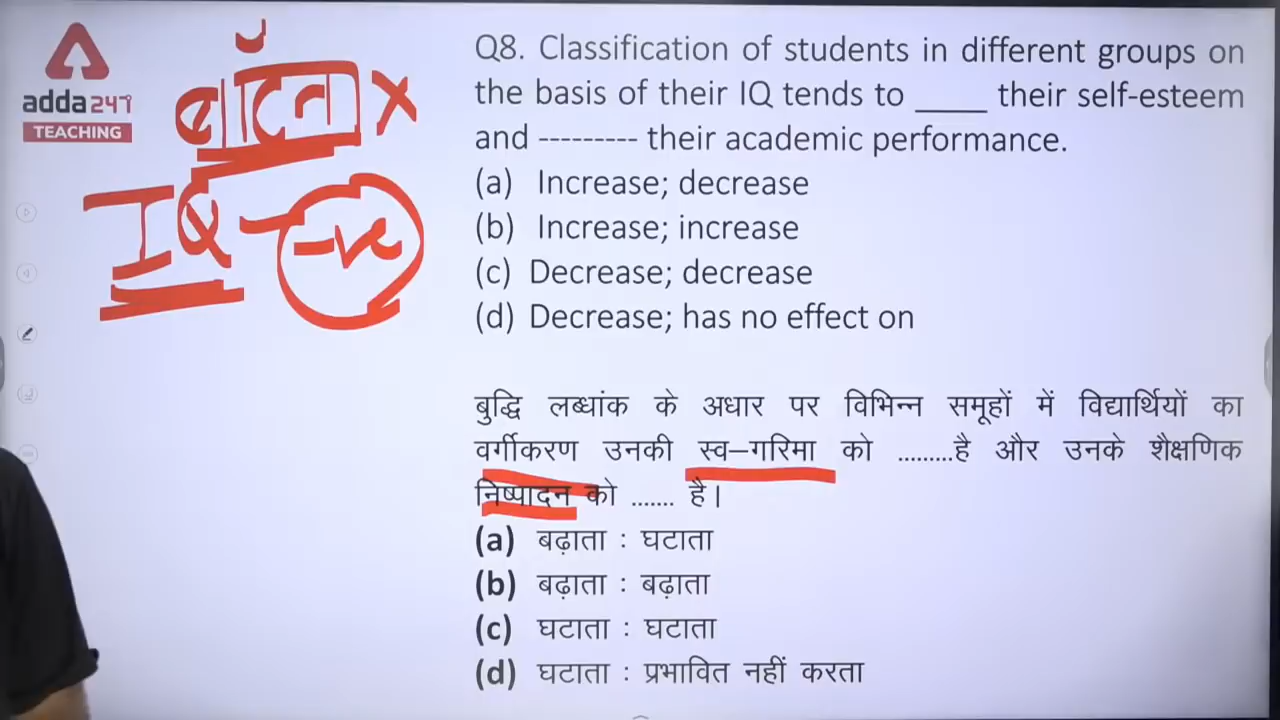 adda247
TEACHING
बाँटना X
IQ - -ve
Q8. Classification of students in different groups on
the basis of their IQ tends to _____ their self-esteem
and --------- their academic performance.
(a) Increase; decrease
(b) Increase; increase
(c) Decrease; decrease
(d) Decrease; has no effect on
बुद्धि लब्धांक के अधार पर विभिन्न समूहों में विद्यार्थियों का
वर्गीकरण उनकी स्व–गरिमा को .........है और उनके शैक्षणिक
निष्पादन को ....... है।
(a) बढ़ाता : घटाता
(b) बढ़ाता : बढ़ाता
(c) घटाता : घटाता
(d) घटाता : प्रभावित नहीं करता